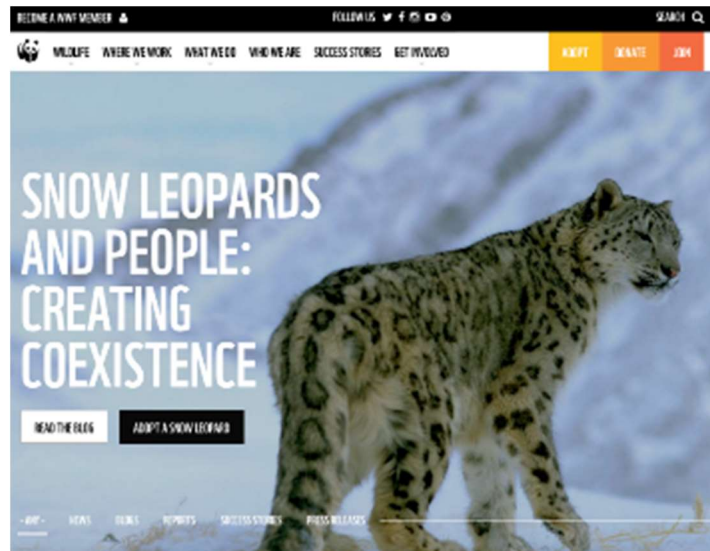 BECOME A WWF MEMBER
FOLLOW US
SEARCH
WILDLIFE WHERE WE WORK WHAT WE DO WHO WE ARE SUCCESS STORIES GET INVOLVED
ADOPT DONATE JOIN
SNOW LEOPARDS
AND PEOPLE:
CREATING
COEXISTENCE
READ THE BLOG
ADOPT A SNOW LEOPARD
- ANY - NEWS BLOGS REPORTS SUCCESS STORIES PRESS RELEASES